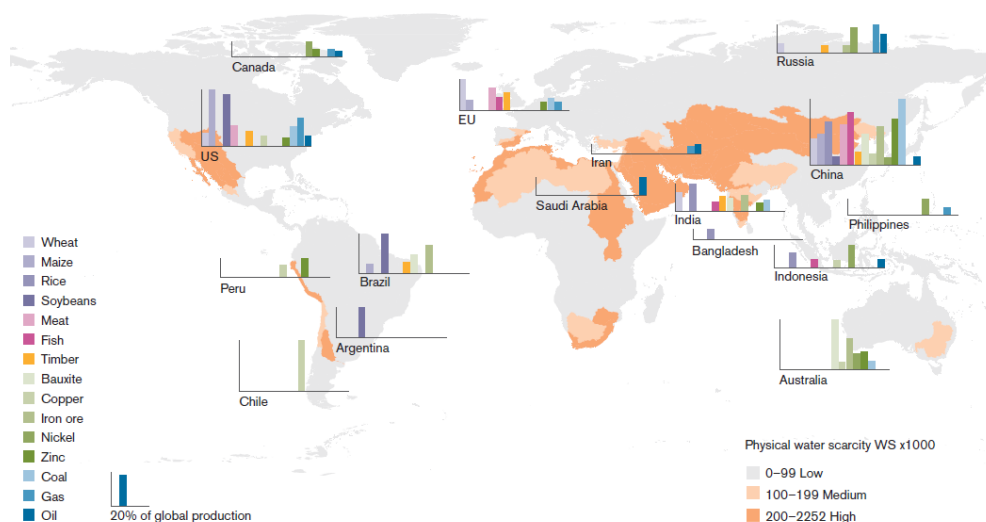 Canada
Russia
EU
US
Iran
China
Saudi Arabia
India
Philippines
Bangladesh
Indonesia
Peru
Brazil
Argentina
Chile
Australia
Wheat
Maize
Rice
Soybeans
Meat
Fish
Timber
Bauxite
Copper
Iron ore
Nickel
Zinc
Coal
Gas
Oil
20% of global production
Physical water scarcity WS x1000
0–99 Low
100–199 Medium
200–2252 High